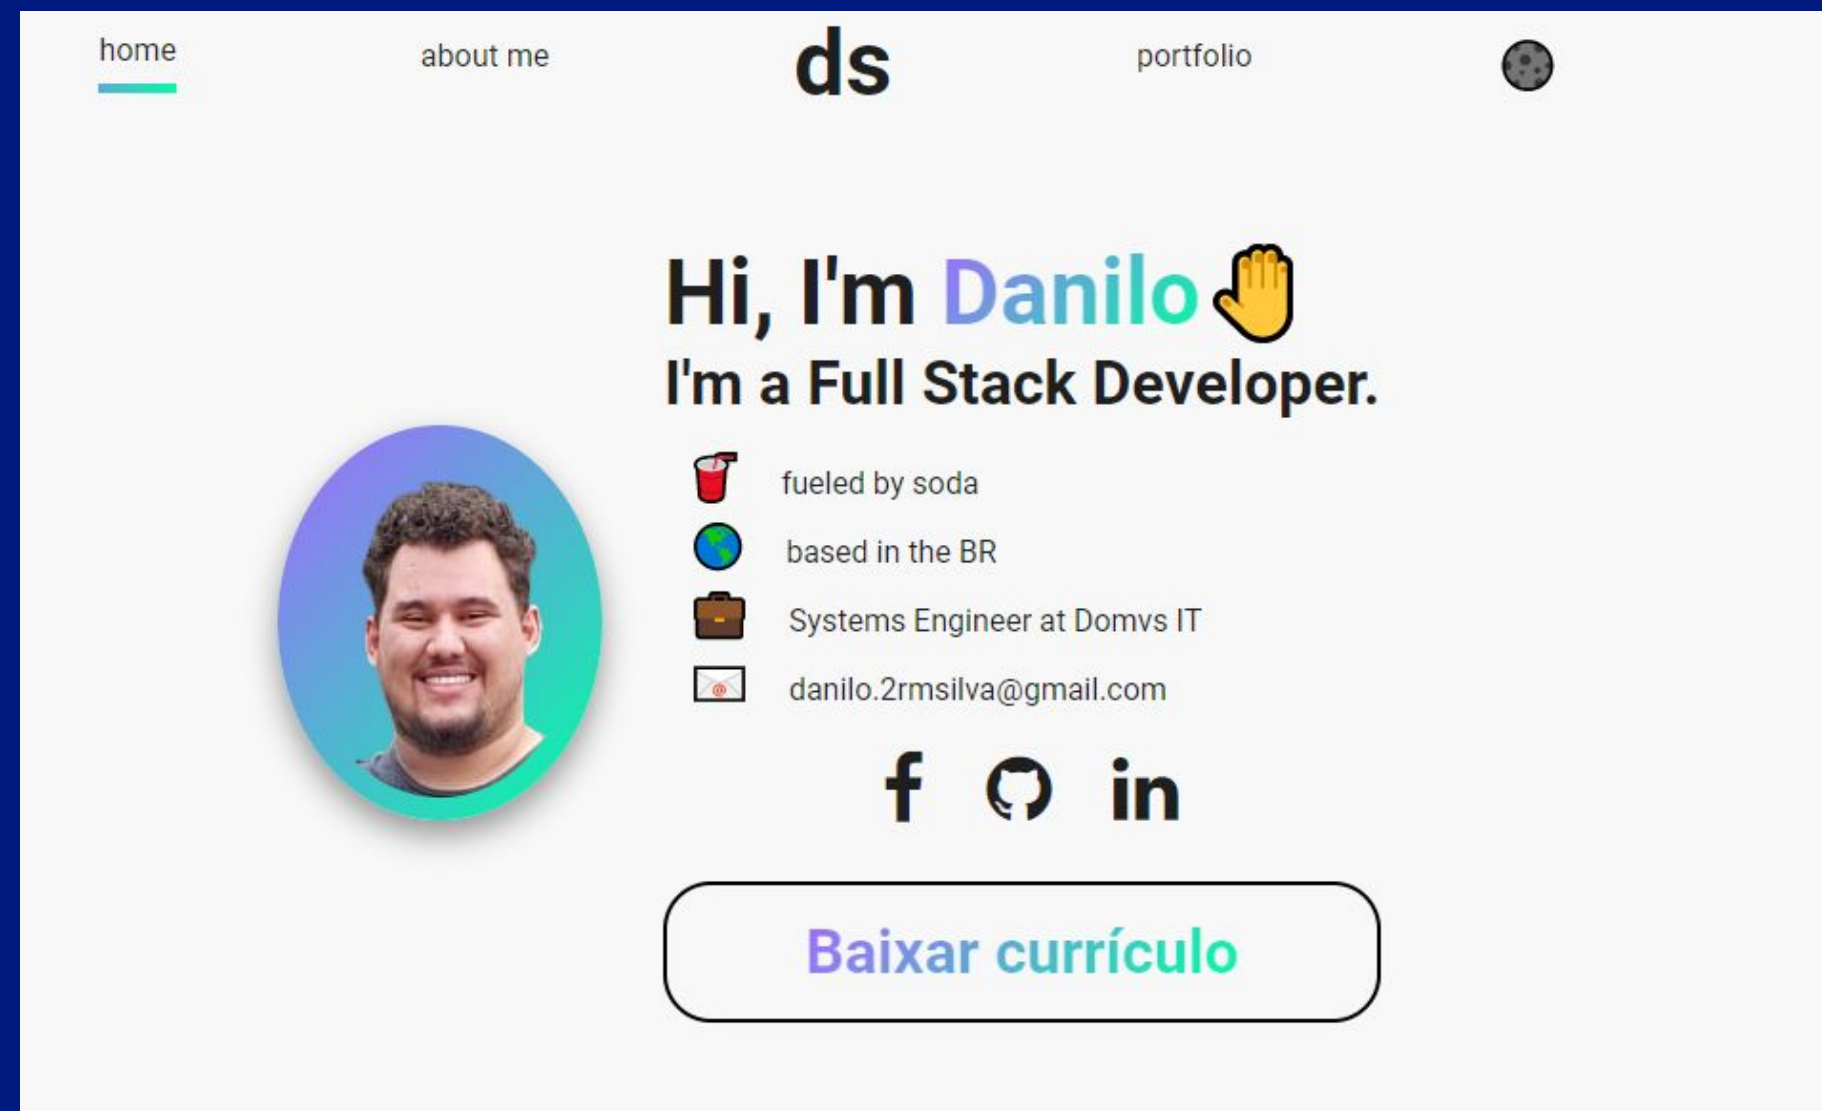 home
about me
ds
portfolio
Hi, I'm Danilo
I'm a Full Stack Developer.
fueled by soda
based in the BR
Systems Engineer at Domvs IT
danilo.2rmsilva@gmail.com
Baixar currículo